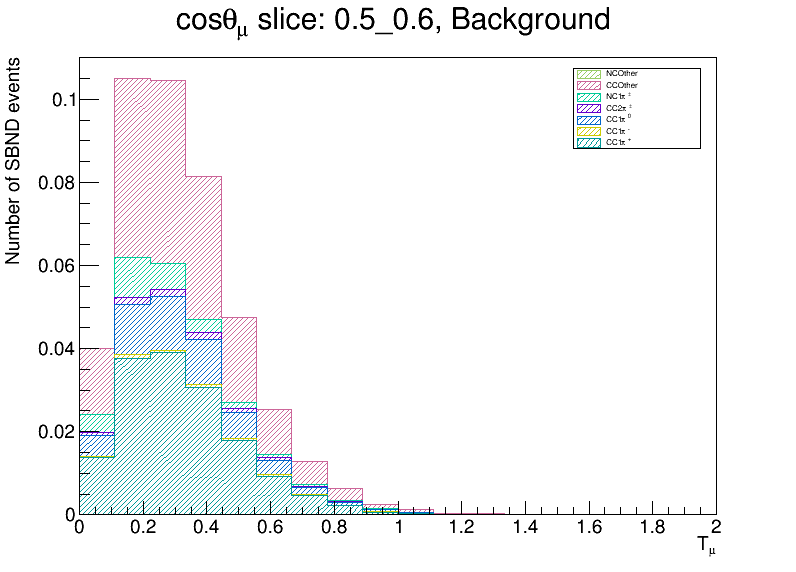 cosθμ slice: 0.5_0.6, Background
Number of SBND events
NCOther
CCOther
NC1π ±
CC2π ±
CC1π 0
CC1π -
CC1π +
0.1
0.08
0.06
0.04
0.02
0
0 0.2 0.4 0.6 0.8 1 1.2 1.4 1.6 1.8 2
Tμ